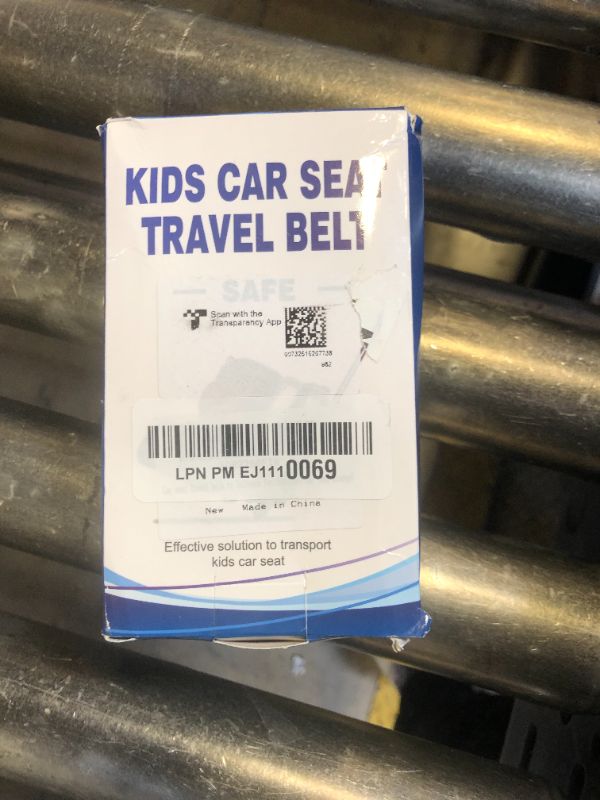 KIDS CAR SEAT
TRAVEL BELT
SAFE
Scan with the
Transparency App
982
LPN PM EJ1110069
New Made in China
Effective solution to transport
kids car seat